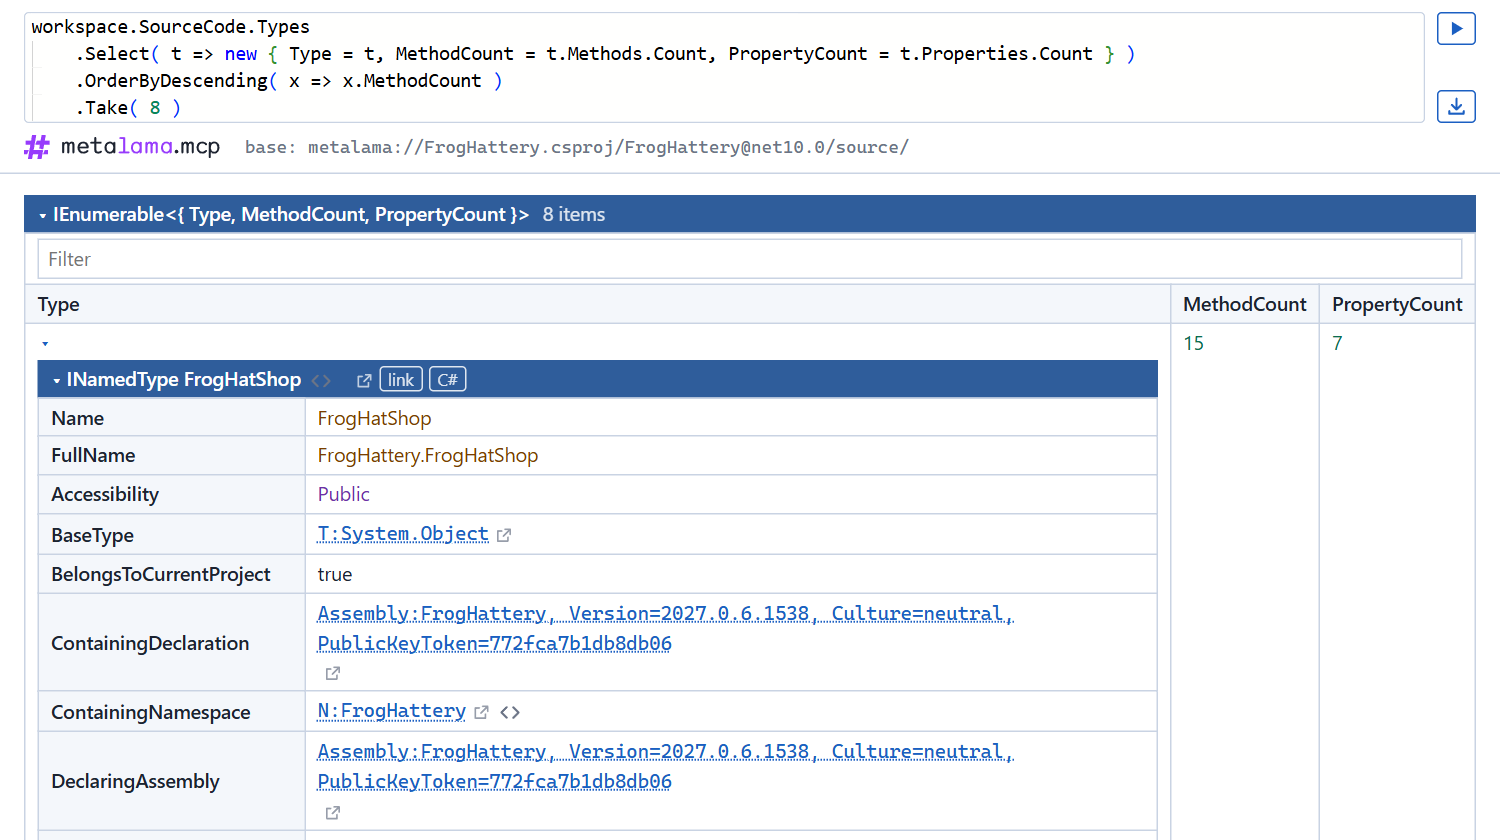 workspace.SourceCode.Types
.Select( t => new { Type = t, MethodCount = t.Methods.Count, PropertyCount = t.Properties.Count } )
.OrderByDescending( x => x.MethodCount )
.Take( 8 )
# metalama.mcp base: metalama://FrogHattery.csproj/FrogHattery@net10.0/source/
IEnumerable<{ Type, MethodCount, PropertyCount }> 8 items
Filter
Type MethodCount PropertyCount
15 7
INamedType FrogHatShop <> link C#
Name FrogHatShop
FullName FrogHattery.FrogHatShop
Accessibility Public
BaseType T:System.Object
BelongsToCurrentProject true
ContainingDeclaration Assembly:FrogHattery, Version=2027.0.6.1538, Culture=neutral,
PublicKeyToken=772fca7b1db8db06
ContainingNamespace N:FrogHattery <>
DeclaringAssembly Assembly:FrogHattery, Version=2027.0.6.1538, Culture=neutral,
PublicKeyToken=772fca7b1db8db06